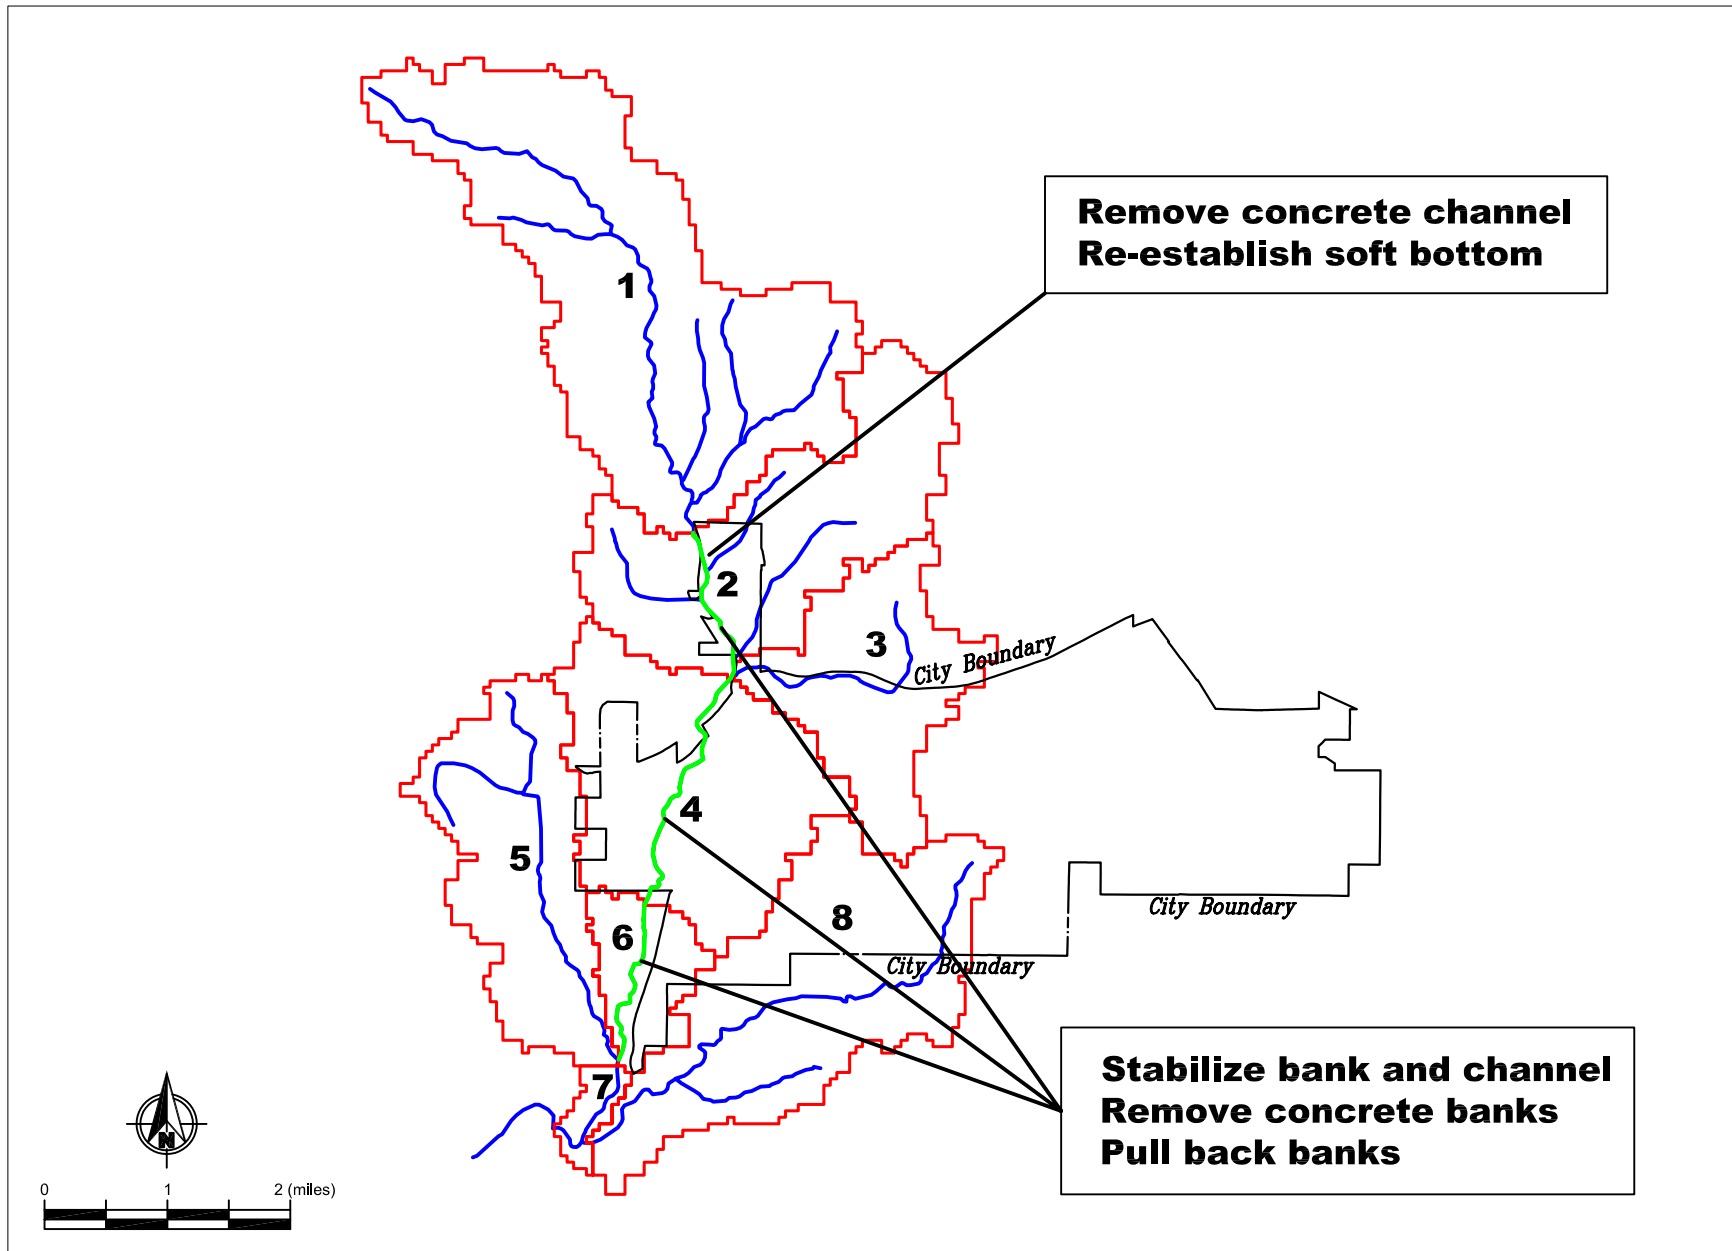 Remove concrete channel
Re-establish soft bottom
1
2
3
City Boundary
4
5
8
City Boundary
6
City Boundary
Stabilize bank and channel
Remove concrete banks
Pull back banks
7
N
0 1 2 (miles)